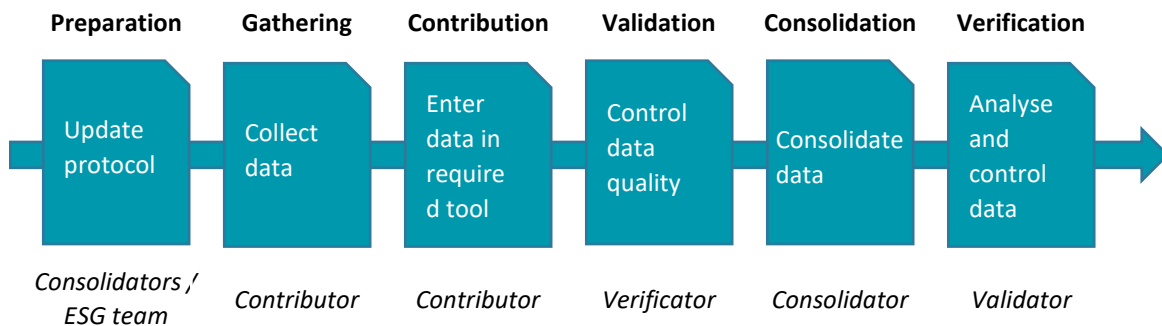 Preparation
Gathering
Contribution
Validation
Consolidation
Verification
Update
protocol
Collect
data
Enter
data in
require
d tool
Control
data
quality
Consolidate
data
Analyse
and
control
data
Consolidators /
ESG team
Contributor
Contributor
Verificator
Consolidator
Validator